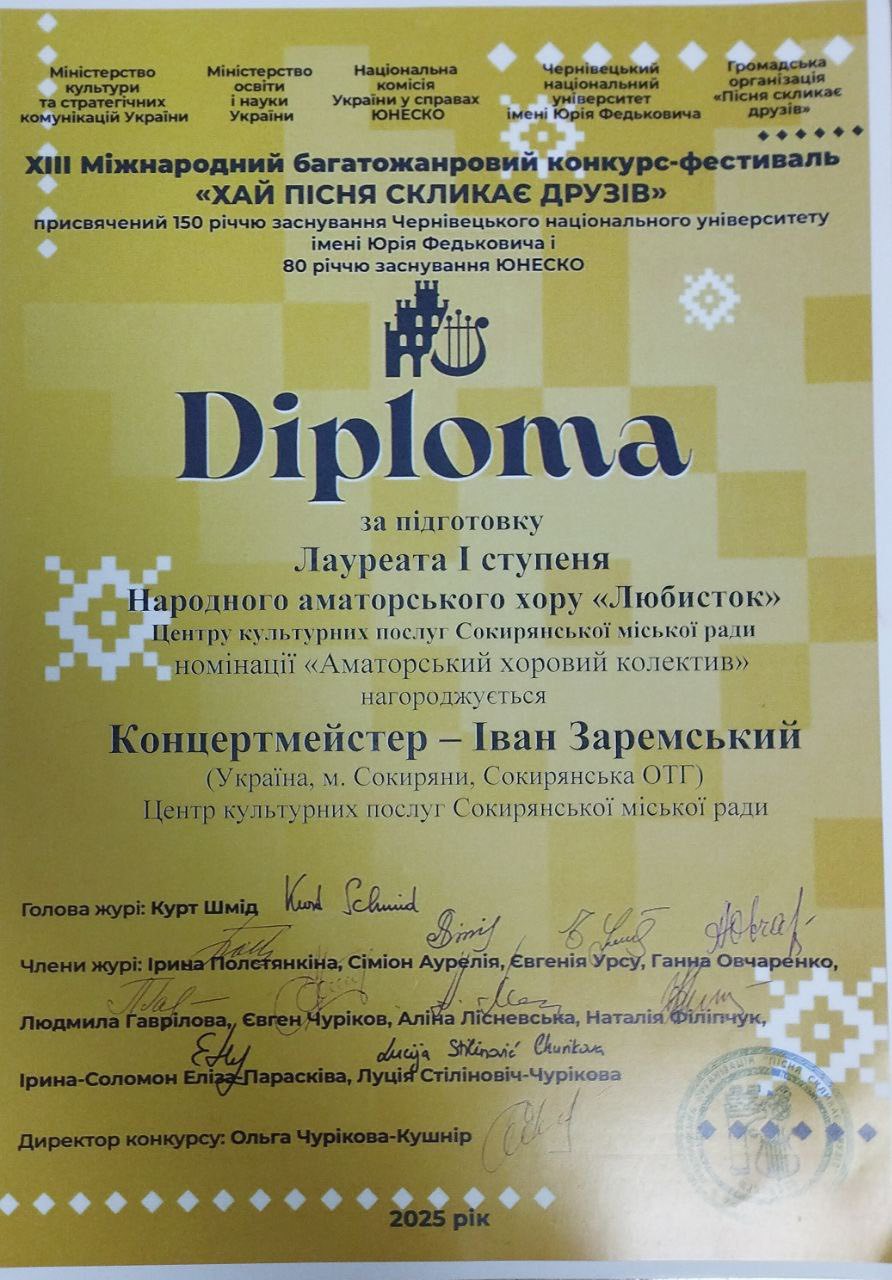 Міністерство
культури
та стратегічних
комунікацій України
Міністерство
освіти
і науки
України
Національна
комісія
України у справах
ЮНЕСКО
Чернівецький
національний
університет
імені Юрія Федьковича
Громадська
організація
«Пісня скликає
друзів»
XIII Міжнародний багатожанровий конкурс-фестиваль
«ХАЙ ПІСНЯ СКЛИКАЄ ДРУЗІВ»
присвячений 150 річчю заснування Чернівецького національного університету
імені Юрія Федьковича і
80 річчю заснування ЮНЕСКО
Diploma
за підготовку
Лауреата І ступеня
Народного аматорського хору «Любисток»
Центру культурних послуг Сокирянської міської ради
номінації «Аматорський хоровий колектив»
нагороджується
Концертмейстер – Іван Заремський
(Україна, м. Сокиряни, Сокирянська ОТГ)
Центр культурних послуг Сокирянської міської ради
Голова журі: Курт Шмід Kurt Schmid
Члени журі: Ірина Полстянкіна, Сіміон Аурелія, Євгенія Урсу, Ганна Овчаренко,
Людмила Гаврілова, Євген Чуріков, Аліна Лісневська, Наталія Філіпчук,
Lucija Stilinović Churikova
Ірина-Соломон Еліза-Парасківа, Луція Стіліновіч-Чурікова
Директор конкурсу: Ольга Чурікова-Кушнір
2025 рік